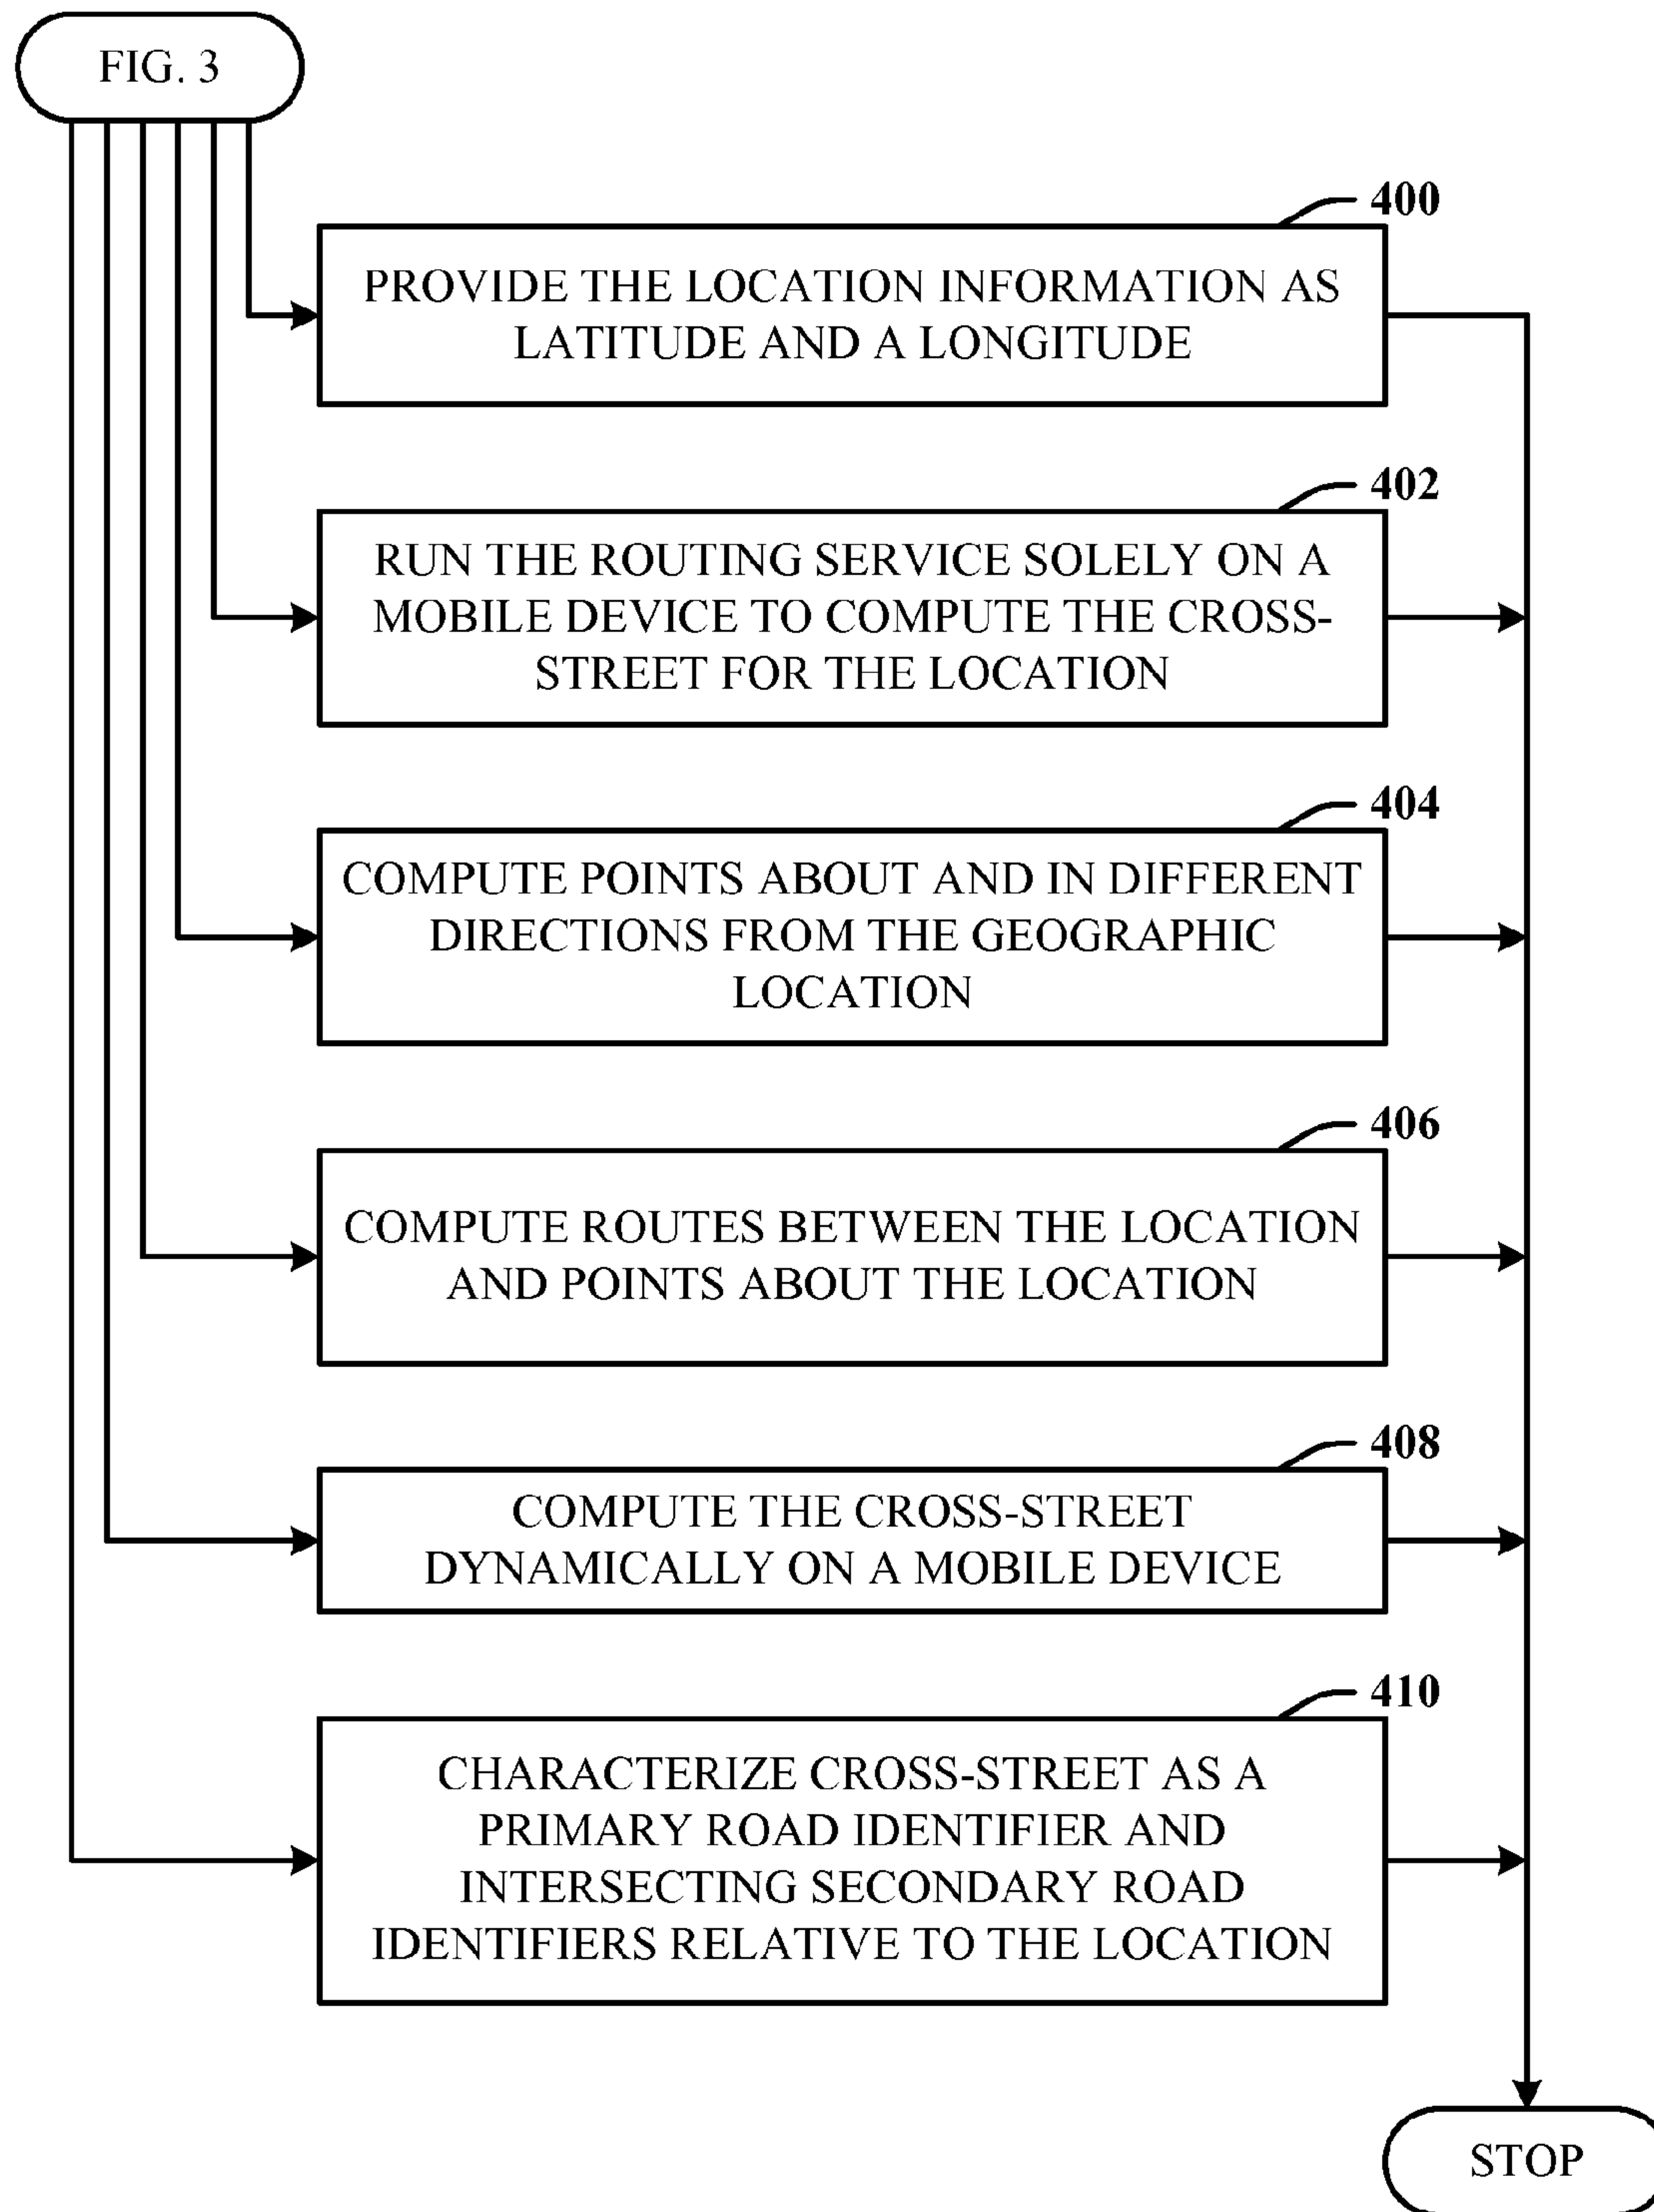 FIG. 3
400
PROVIDE THE LOCATION INFORMATION AS
LATITUDE AND A LONGITUDE
402
RUN THE ROUTING SERVICE SOLELY ON A
MOBILE DEVICE TO COMPUTE THE CROSS-
STREET FOR THE LOCATION
404
COMPUTE POINTS ABOUT AND IN DIFFERENT
DIRECTIONS FROM THE GEOGRAPHIC
LOCATION
406
COMPUTE ROUTES BETWEEN THE LOCATION
AND POINTS ABOUT THE LOCATION
408
COMPUTE THE CROSS-STREET
DYNAMICALLY ON A MOBILE DEVICE
410
CHARACTERIZE CROSS-STREET AS A
PRIMARY ROAD IDENTIFIER AND
INTERSECTING SECONDARY ROAD
IDENTIFIERS RELATIVE TO THE LOCATION
STOP